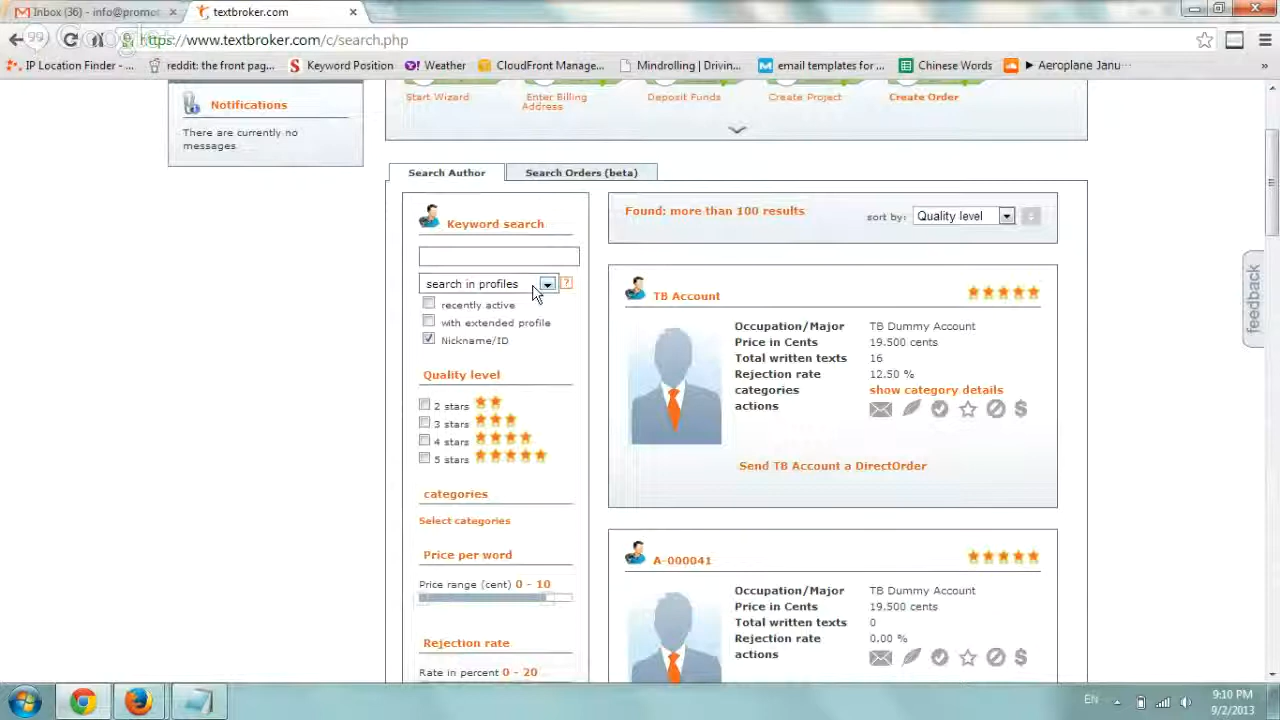 Inbox (36) - info@promot
textbroker.com
99
https://www.textbroker.com/c/search.php
IP Location Finder - ...
reddit: the front pag...
Keyword Position
Weather
CloudFront Manage...
Mindrolling | Drivin...
email templates for ...
Chinese Words
Aeroplane Janu...
»
Notifications
There are currently no
messages.
Start Wizard
Enter Billing
Address
Deposit Funds
Create Project
Create Order
Search Author
Search Orders (beta)
Keyword search
search in profiles
?
recently active
with extended profile
Nickname/ID
Quality level
2 stars
3 stars
4 stars
5 stars
categories
Select categories
Price per word
Price range (cent) 0 - 10
Rejection rate
Rate in percent 0 - 20
Found: more than 100 results
sort by:
Quality level
TB Account
Occupation/Major TB Dummy Account
Price in Cents 19.500 cents
Total written texts 16
Rejection rate 12.50 %
categories show category details
actions
$
Send TB Account a DirectOrder
A-000041
Occupation/Major TB Dummy Account
Price in Cents 19.500 cents
Total written texts 0
Rejection rate 0.00 %
actions
$
feedback
EN
9:10 PM
9/2/2013